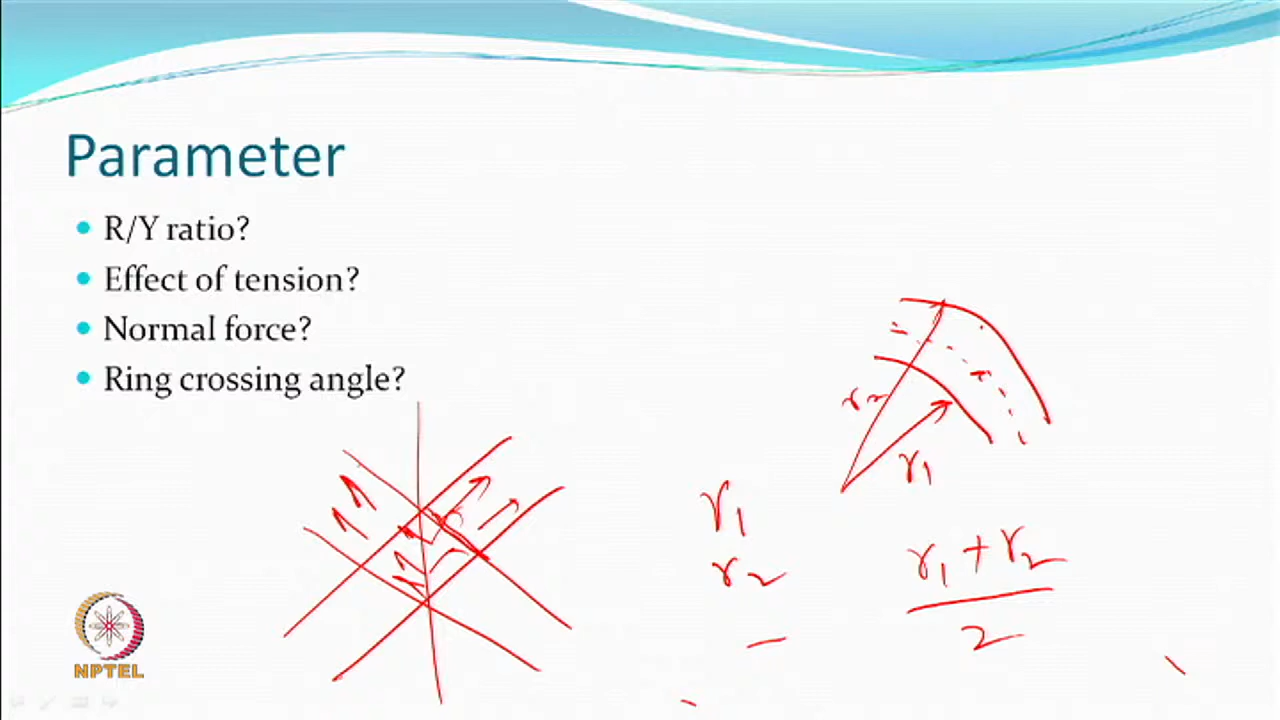 Parameter
R/Y ratio?
Effect of tension?
Normal force?
Ring crossing angle?
r2
r1
r1
r2
r1 + r2
2
NPTEL